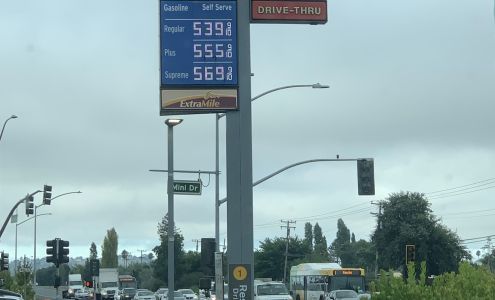 Gasoline Self Serve
DRIVE-THRU
Regular 539 9/10
Plus 555 9/10
Supreme 569 9/10
ExtraMile
Mini Dr
1